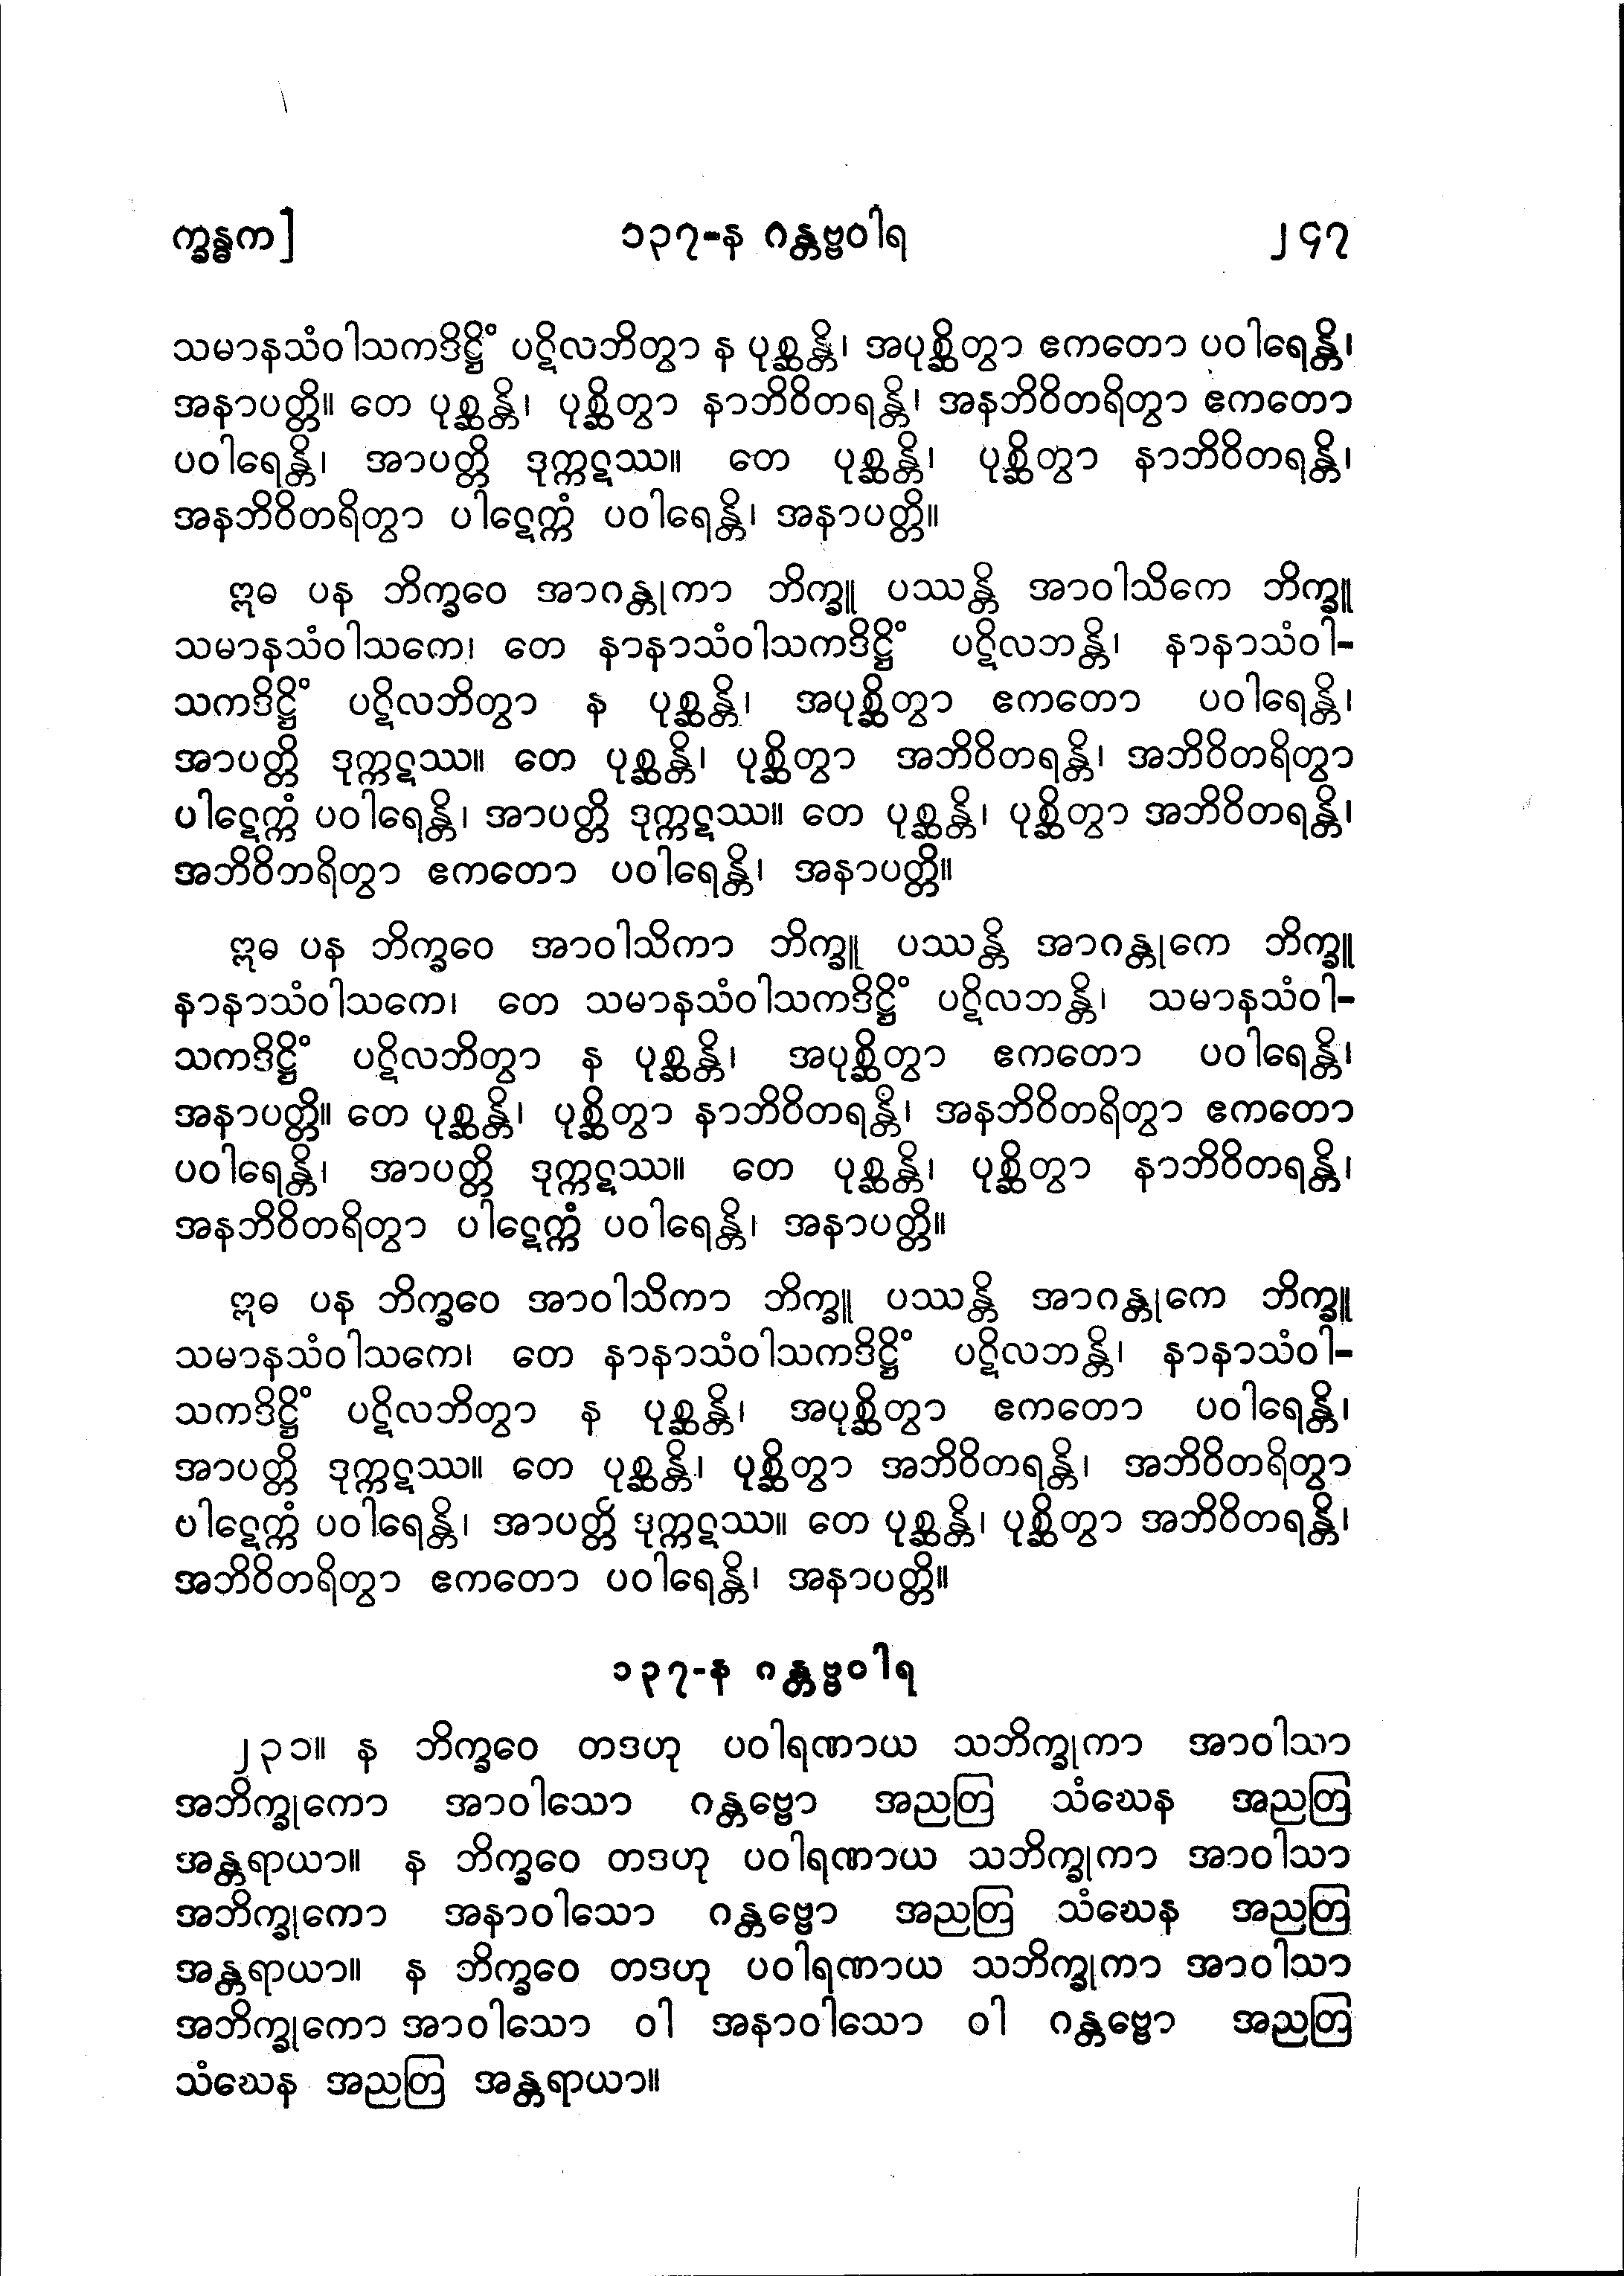 က္ခန္ဓက]
၁၃၇-န ဂန္တဗ္ဗဝါရ
၂၄၇
သမာနသံဝါသကဒိဋ္ဌိံ ပဋိလဘိတွာ န ပုစ္ဆန္တိ၊ အပုစ္ဆိတွာ ဧကတော ပဝါရေန္တိ၊
အနာပတ္တိ။ တေ ပုစ္ဆန္တိ၊ ပုစ္ဆိတွာ နာဘိဝိတရန္တိ၊ အနဘိဝိတရိတွာ ဧကတော
ပဝါရေန္တိ၊ အာပတ္တိ ဒုက္ကဋဿ။ တေ ပုစ္ဆန္တိ၊ ပုစ္ဆိတွာ နာဘိဝိတရန္တိ၊
အနဘိဝိတရိတွာ ပါဋေက္ကံ ပဝါရေန္တိ၊ အနာပတ္တိ။
ဣဓ ပန ဘိက္ခဝေ အာဂန္တုကာ ဘိက္ခူ ပဿန္တိ အာဝါသိကေ ဘိက္ခူ
သမာနသံဝါသကေ၊ တေ နာနာသံဝါသကဒိဋ္ဌိံ ပဋိလဘန္တိ၊ နာနာသံဝါ-
သကဒိဋ္ဌိံ ပဋိလဘိတွာ န ပုစ္ဆန္တိ၊ အပုစ္ဆိတွာ ဧကတော ပဝါရေန္တိ၊
အာပတ္တိ ဒုက္ကဋဿ။ တေ ပုစ္ဆန္တိ၊ ပုစ္ဆိတွာ အဘိဝိတရန္တိ၊ အဘိဝိတရိတွာ
ပါဋေက္ကံ ပဝါရေန္တိ၊ အာပတ္တိ ဒုက္ကဋဿ။ တေ ပုစ္ဆန္တိ၊ ပုစ္ဆိတွာ အဘိဝိတရန္တိ၊
အဘိဝိတရိတွာ ဧကတော ပဝါရေန္တိ၊ အနာပတ္တိ။
ဣဓ ပန ဘိက္ခဝေ အာဝါသိကာ ဘိက္ခူ ပဿန္တိ အာဂန္တုကေ ဘိက္ခူ
နာနာသံဝါသကေ၊ တေ သမာနသံဝါသကဒိဋ္ဌိံ ပဋိလဘန္တိ၊ သမာနသံဝါ-
သကဒိဋ္ဌိံ ပဋိလဘိတွာ န ပုစ္ဆန္တိ၊ အပုစ္ဆိတွာ ဧကတော ပဝါရေန္တိ၊
အနာပတ္တိ။ တေ ပုစ္ဆန္တိ၊ ပုစ္ဆိတွာ နာဘိဝိတရန္တိ၊ အနဘိဝိတရိတွာ ဧကတော
ပဝါရေန္တိ၊ အာပတ္တိ ဒုက္ကဋဿ။ တေ ပုစ္ဆန္တိ၊ ပုစ္ဆိတွာ နာဘိဝိတရန္တိ၊
အနဘိဝိတရိတွာ ပါဋေက္ကံ ပဝါရေန္တိ၊ အနာပတ္တိ။
ဣဓ ပန ဘိက္ခဝေ အာဝါသိကာ ဘိက္ခူ ပဿန္တိ အာဂန္တုကေ ဘိက္ခူ
သမာနသံဝါသကေ၊ တေ နာနာသံဝါသကဒိဋ္ဌိံ ပဋိလဘန္တိ၊ နာနာသံဝါ-
သကဒိဋ္ဌိံ ပဋိလဘိတွာ န ပုစ္ဆန္တိ၊ အပုစ္ဆိတွာ ဧကတော ပဝါရေန္တိ၊
အာပတ္တိ ဒုက္ကဋဿ။ တေ ပုစ္ဆန္တိ၊ ပုစ္ဆိတွာ အဘိဝိတရန္တိ၊ အဘိဝိတရိတွာ
ပါဋေက္ကံ ပဝါရေန္တိ၊ အာပတ္တိ ဒုက္ကဋဿ။ တေ ပုစ္ဆန္တိ၊ ပုစ္ဆိတွာ အဘိဝိတရန္တိ၊
အဘိဝိတရိတွာ ဧကတော ပဝါရေန္တိ၊ အနာပတ္တိ။
၁၃၇-န ဂန္တဗ္ဗဝါရ
၂၃၁။ န ဘိက္ခဝေ တဒဟု ပဝါရဏာယ သဘိက္ခုကာ အာဝါသာ
အဘိက္ခုကော အာဝါသော ဂန္တဗ္ဗော အညတြ သံဃေန အညတြ
အန္တရာယာ။ န ဘိက္ခဝေ တဒဟု ပဝါရဏာယ သဘိက္ခုကာ အာဝါသာ
အဘိက္ခုကော အနာဝါသော ဂန္တဗ္ဗော အညတြ သံဃေန အညတြ
အန္တရာယာ။ န ဘိက္ခဝေ တဒဟု ပဝါရဏာယ သဘိက္ခုကာ အာဝါသာ
အဘိက္ခုကော အာဝါသော ဝါ အနာဝါသော ဝါ ဂန္တဗ္ဗော အညတြ
သံဃေန အညတြ အန္တရာယာ။